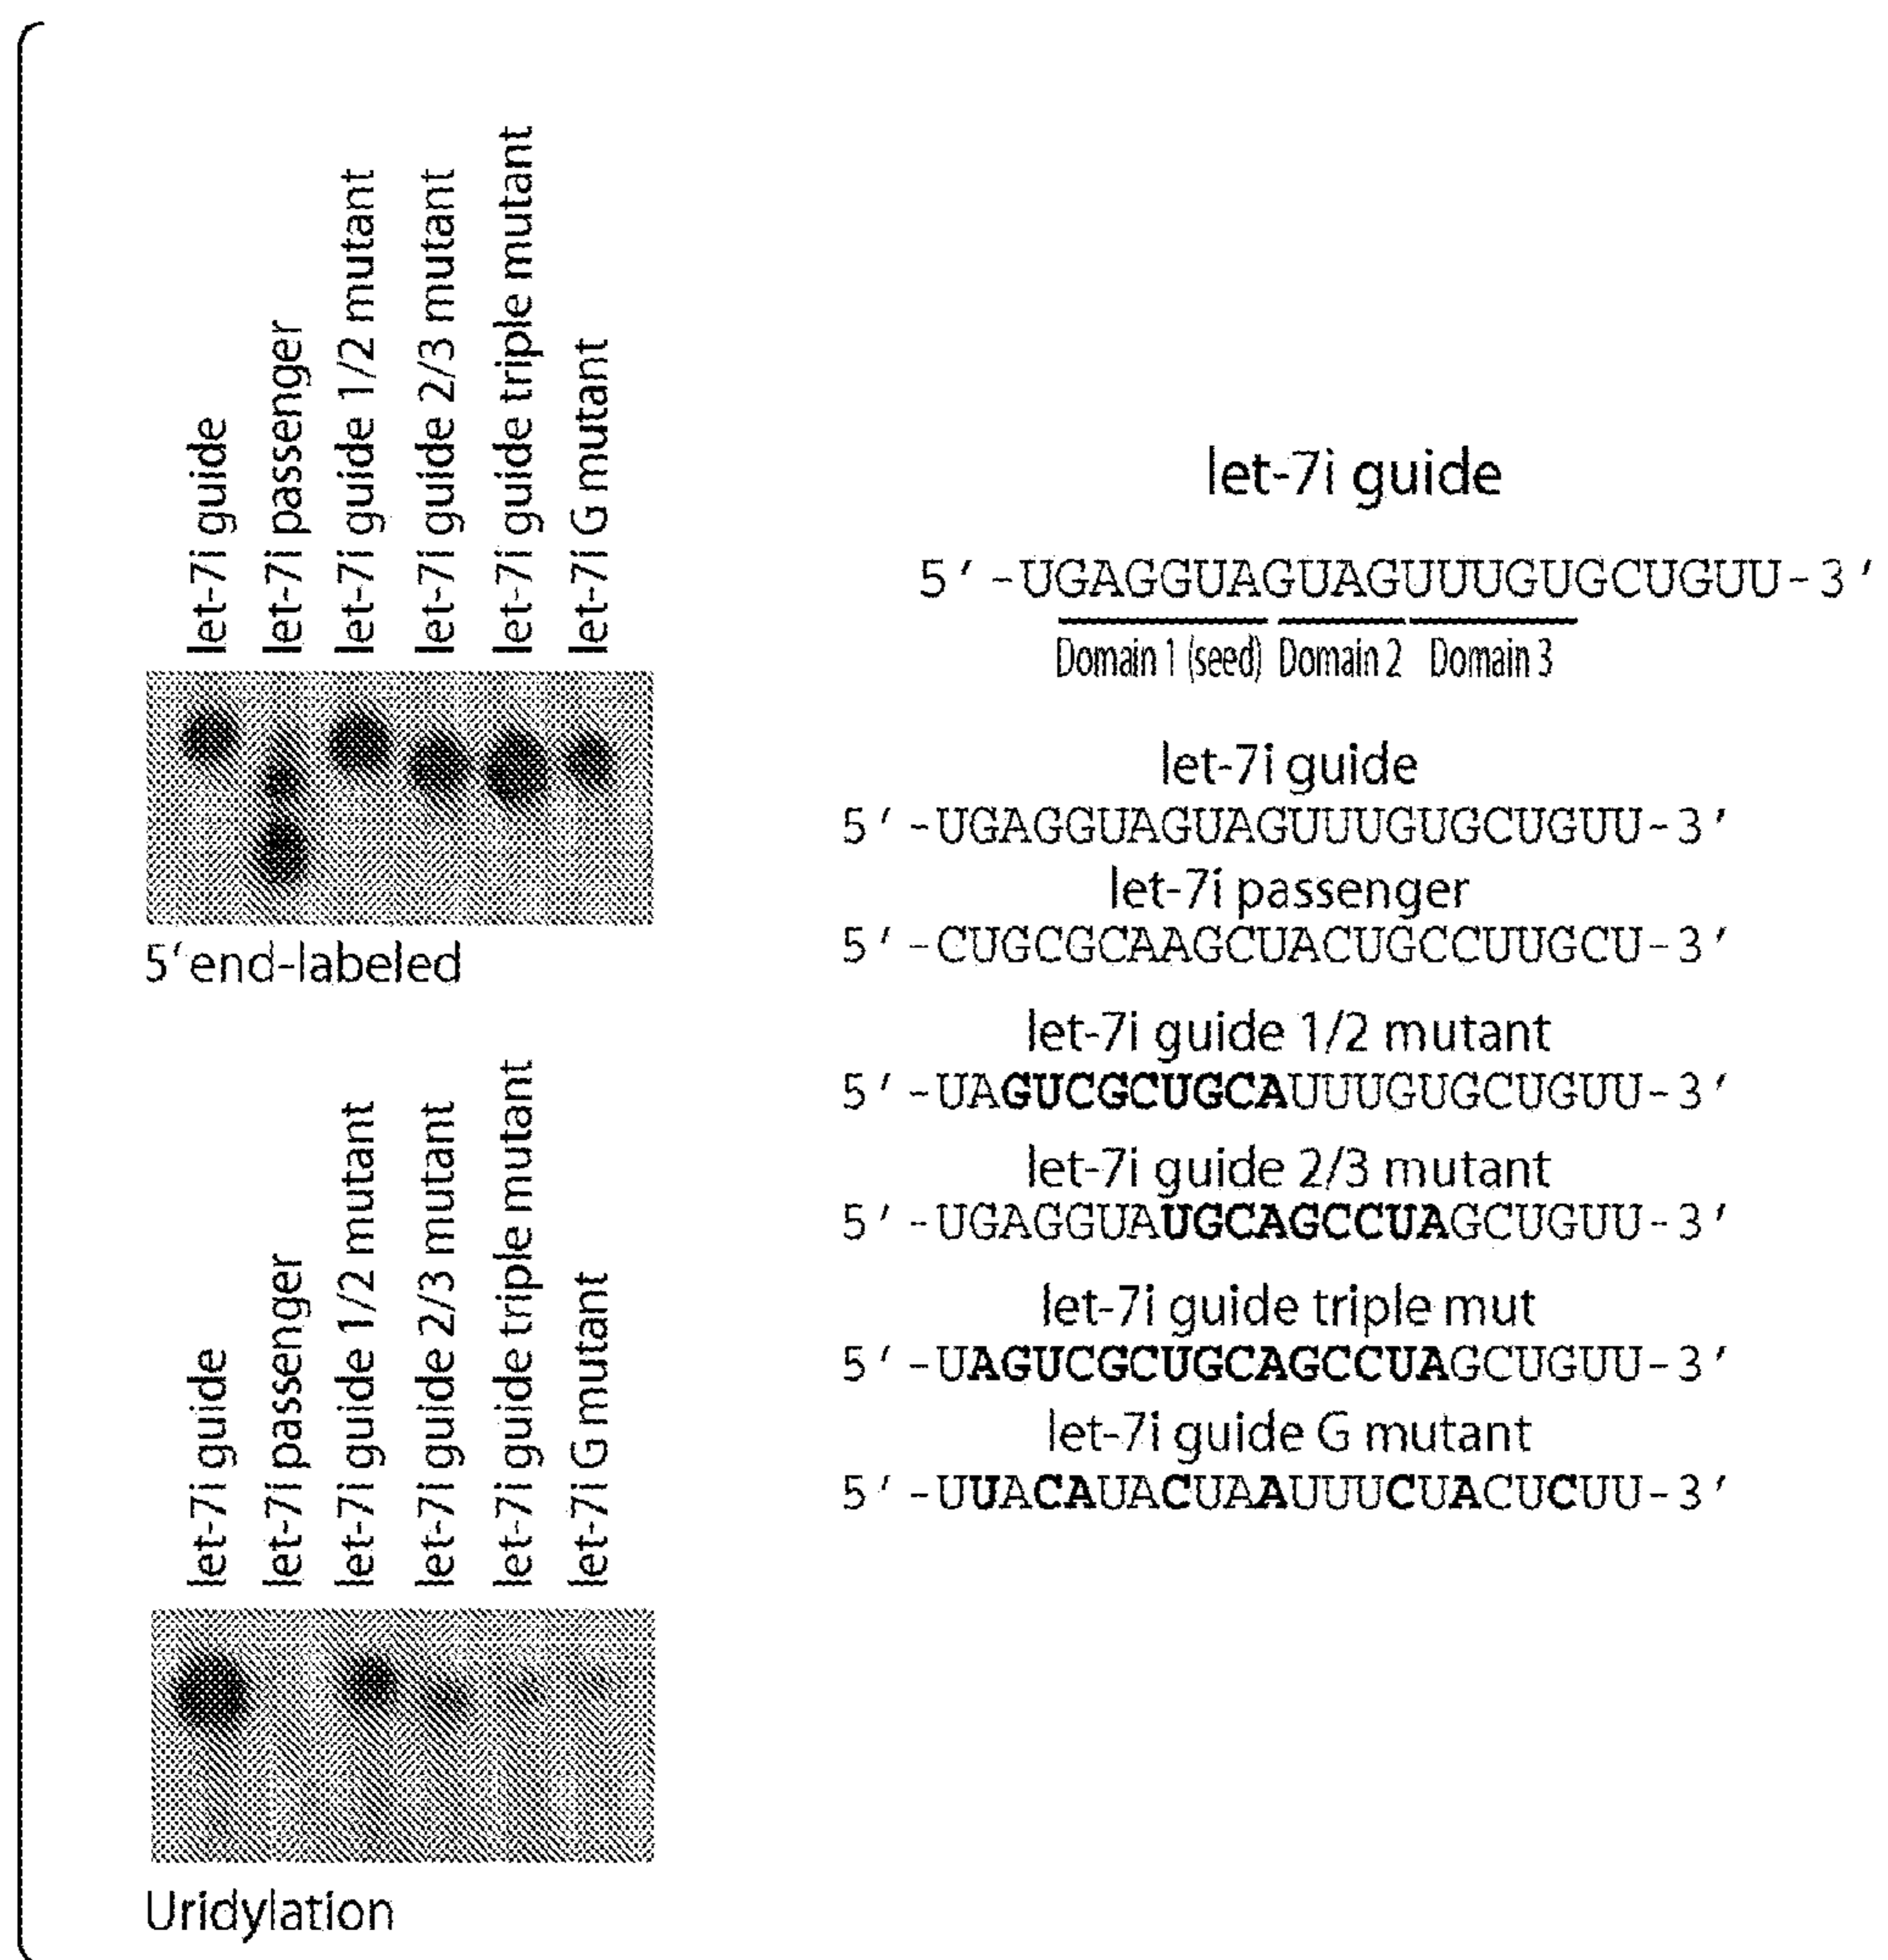 let-7i guide
let-7i passenger
let-7i guide 1/2 mutant
let-7i guide 2/3 mutant
let-7i guide triple mutant
let-7i G mutant
5'end-labeled
let-7i guide
let-7i passenger
let-7i guide 1/2 mutant
let-7i guide 2/3 mutant
let-7i guide triple mutant
let-7i G mutant
Uridylation
let-7i guide
5'-UGAGGUAGUAGUUUGUGCUGUU-3'
Domain 1 (seed) Domain 2 Domain 3
let-7i guide
5'-UGAGGUAGUAGUUUGUGCUGUU-3'
let-7i passenger
5'-CUGCGCAAGCUACUGCCUUGCU-3'
let-7i guide 1/2 mutant
5'-UAGUCGCUGCAUUUGUGCUGUU-3'
let-7i guide 2/3 mutant
5'-UGAGGUAUGCAGCCUAGCUGUU-3'
let-7i guide triple mut
5'-UAGUCGCUGCAGCCUAGCUGUU-3'
let-7i guide G mutant
5'-UUACAUACUAAUUUCUACUCUU-3'